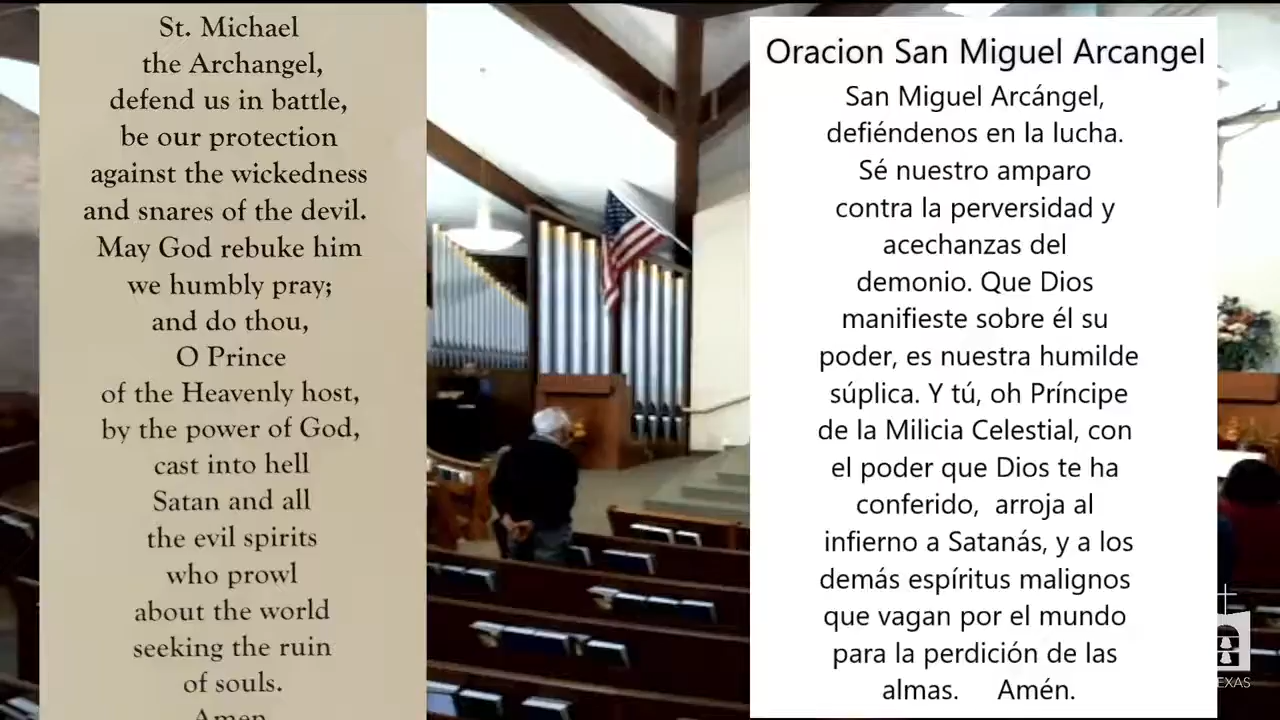 St. Michael
the Archangel,
defend us in battle,
be our protection
against the wickedness
and snares of the devil.
May God rebuke him
we humbly pray;
and do thou,
O Prince
of the Heavenly host,
by the power of God,
cast into hell
Satan and all
the evil spirits
who prowl
about the world
seeking the ruin
of souls.
Amen
Oracion San Miguel Arcangel
San Miguel Arcángel,
defiéndenos en la lucha.
Sé nuestro amparo
contra la perversidad y
acechanzas del
demonio. Que Dios
manifieste sobre él su
poder, es nuestra humilde
súplica. Y tú, oh Príncipe
de la Milicia Celestial, con
el poder que Dios te ha
conferido, arroja al
infierno a Satanás, y a los
demás espíritus malignos
que vagan por el mundo
para la perdición de las
almas. Amén.
EXAS